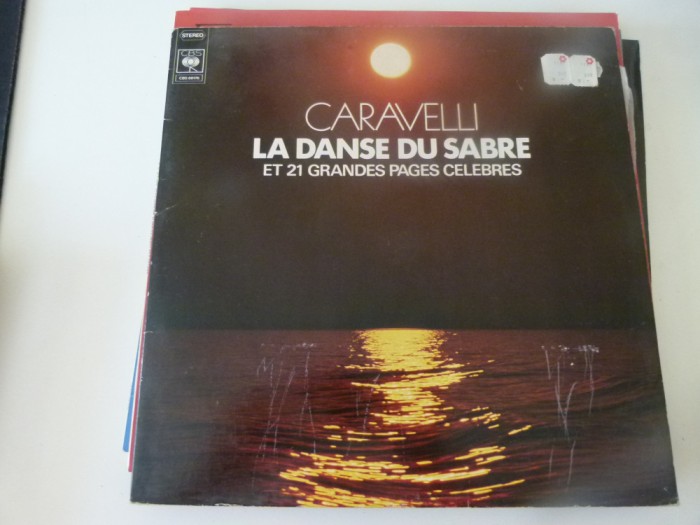 STEREO
CBS
CARAVELLI
LA DANSE DU SABRE
ET 21 GRANDES PAGES CELEBRES